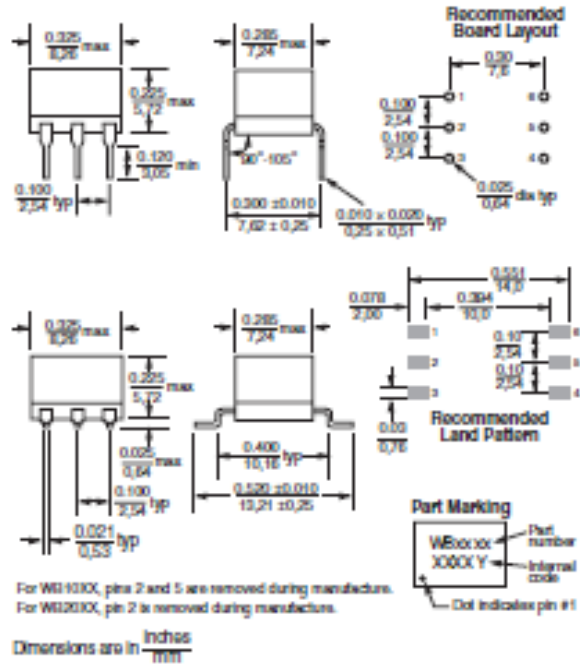 Recommended
Board Layout
0.325
8,26
max
0.285
7,24
max
0.30
7,6
0.225
5,72
max
0.100
2,54
0.100
2,54
1
6
2
5
3
4
0.120
3,05
min
90°-105°
0.100
2,54
typ
0.300 ±0.010
7,62 ± 0,25
0.010 x 0.020
0,25 x 0,51
typ
0.025
0,64
dia typ
0.551
14,0
0.078
2,00
0.394
10,0
0.325
8,26
max
0.285
7,24
max
1
6
0.10
2,54
2
5
0.10
2,54
3
4
0.225
5,72
max
0.03
0,76
Recommended
Land Pattern
0.025
0,64
max
0.400
10,16
typ
0.100
2,54
typ
0.520 ±0.010
13,21 ±0,25
0.021
0,53
typ
Part Marking
WBxx xx
XXXX Y
Part
number
Internal
code
Dot indicates pin #1
For WB10XX, pins 2 and 5 are removed during manufacture.
For WB20XX, pin 2 is removed during manufacture.
Dimensions are in
inches
mm